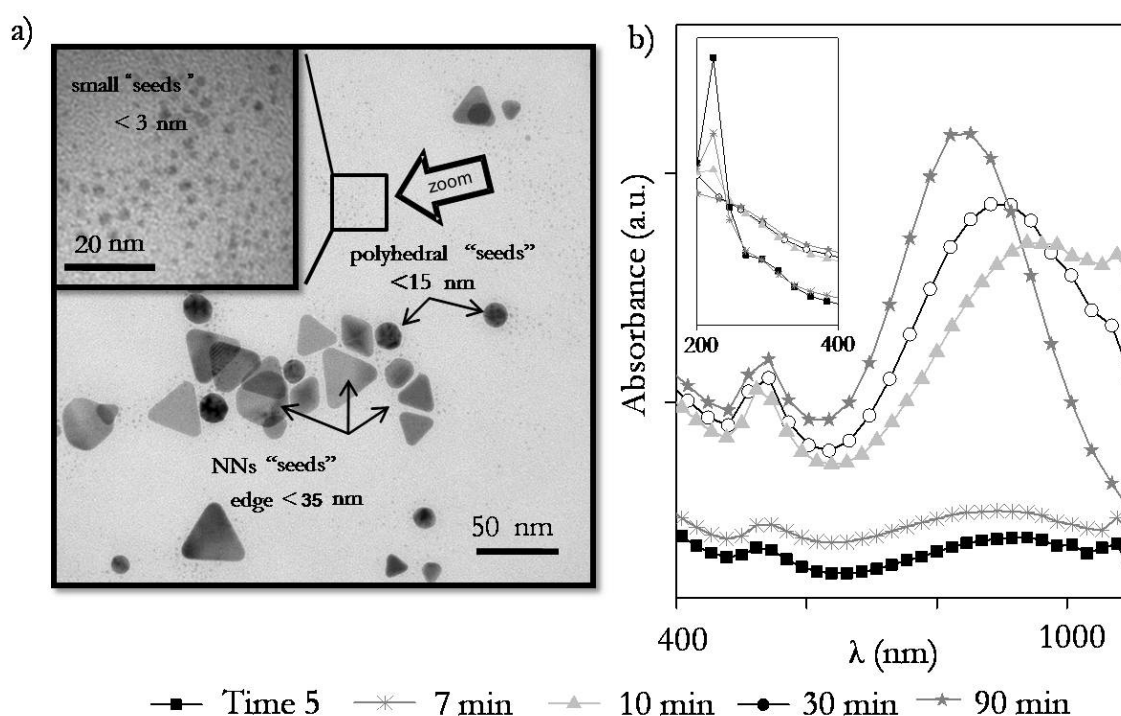 a)
small "seeds"
< 3 nm
20 nm
zoom
polyhedral "seeds"
<15 nm
NNs "seeds"
edge < 35 nm
50 nm
b)
Absorbance (a.u.)
200 400
400 1000
λ (nm)
Time 5 7 min 10 min 30 min 90 min